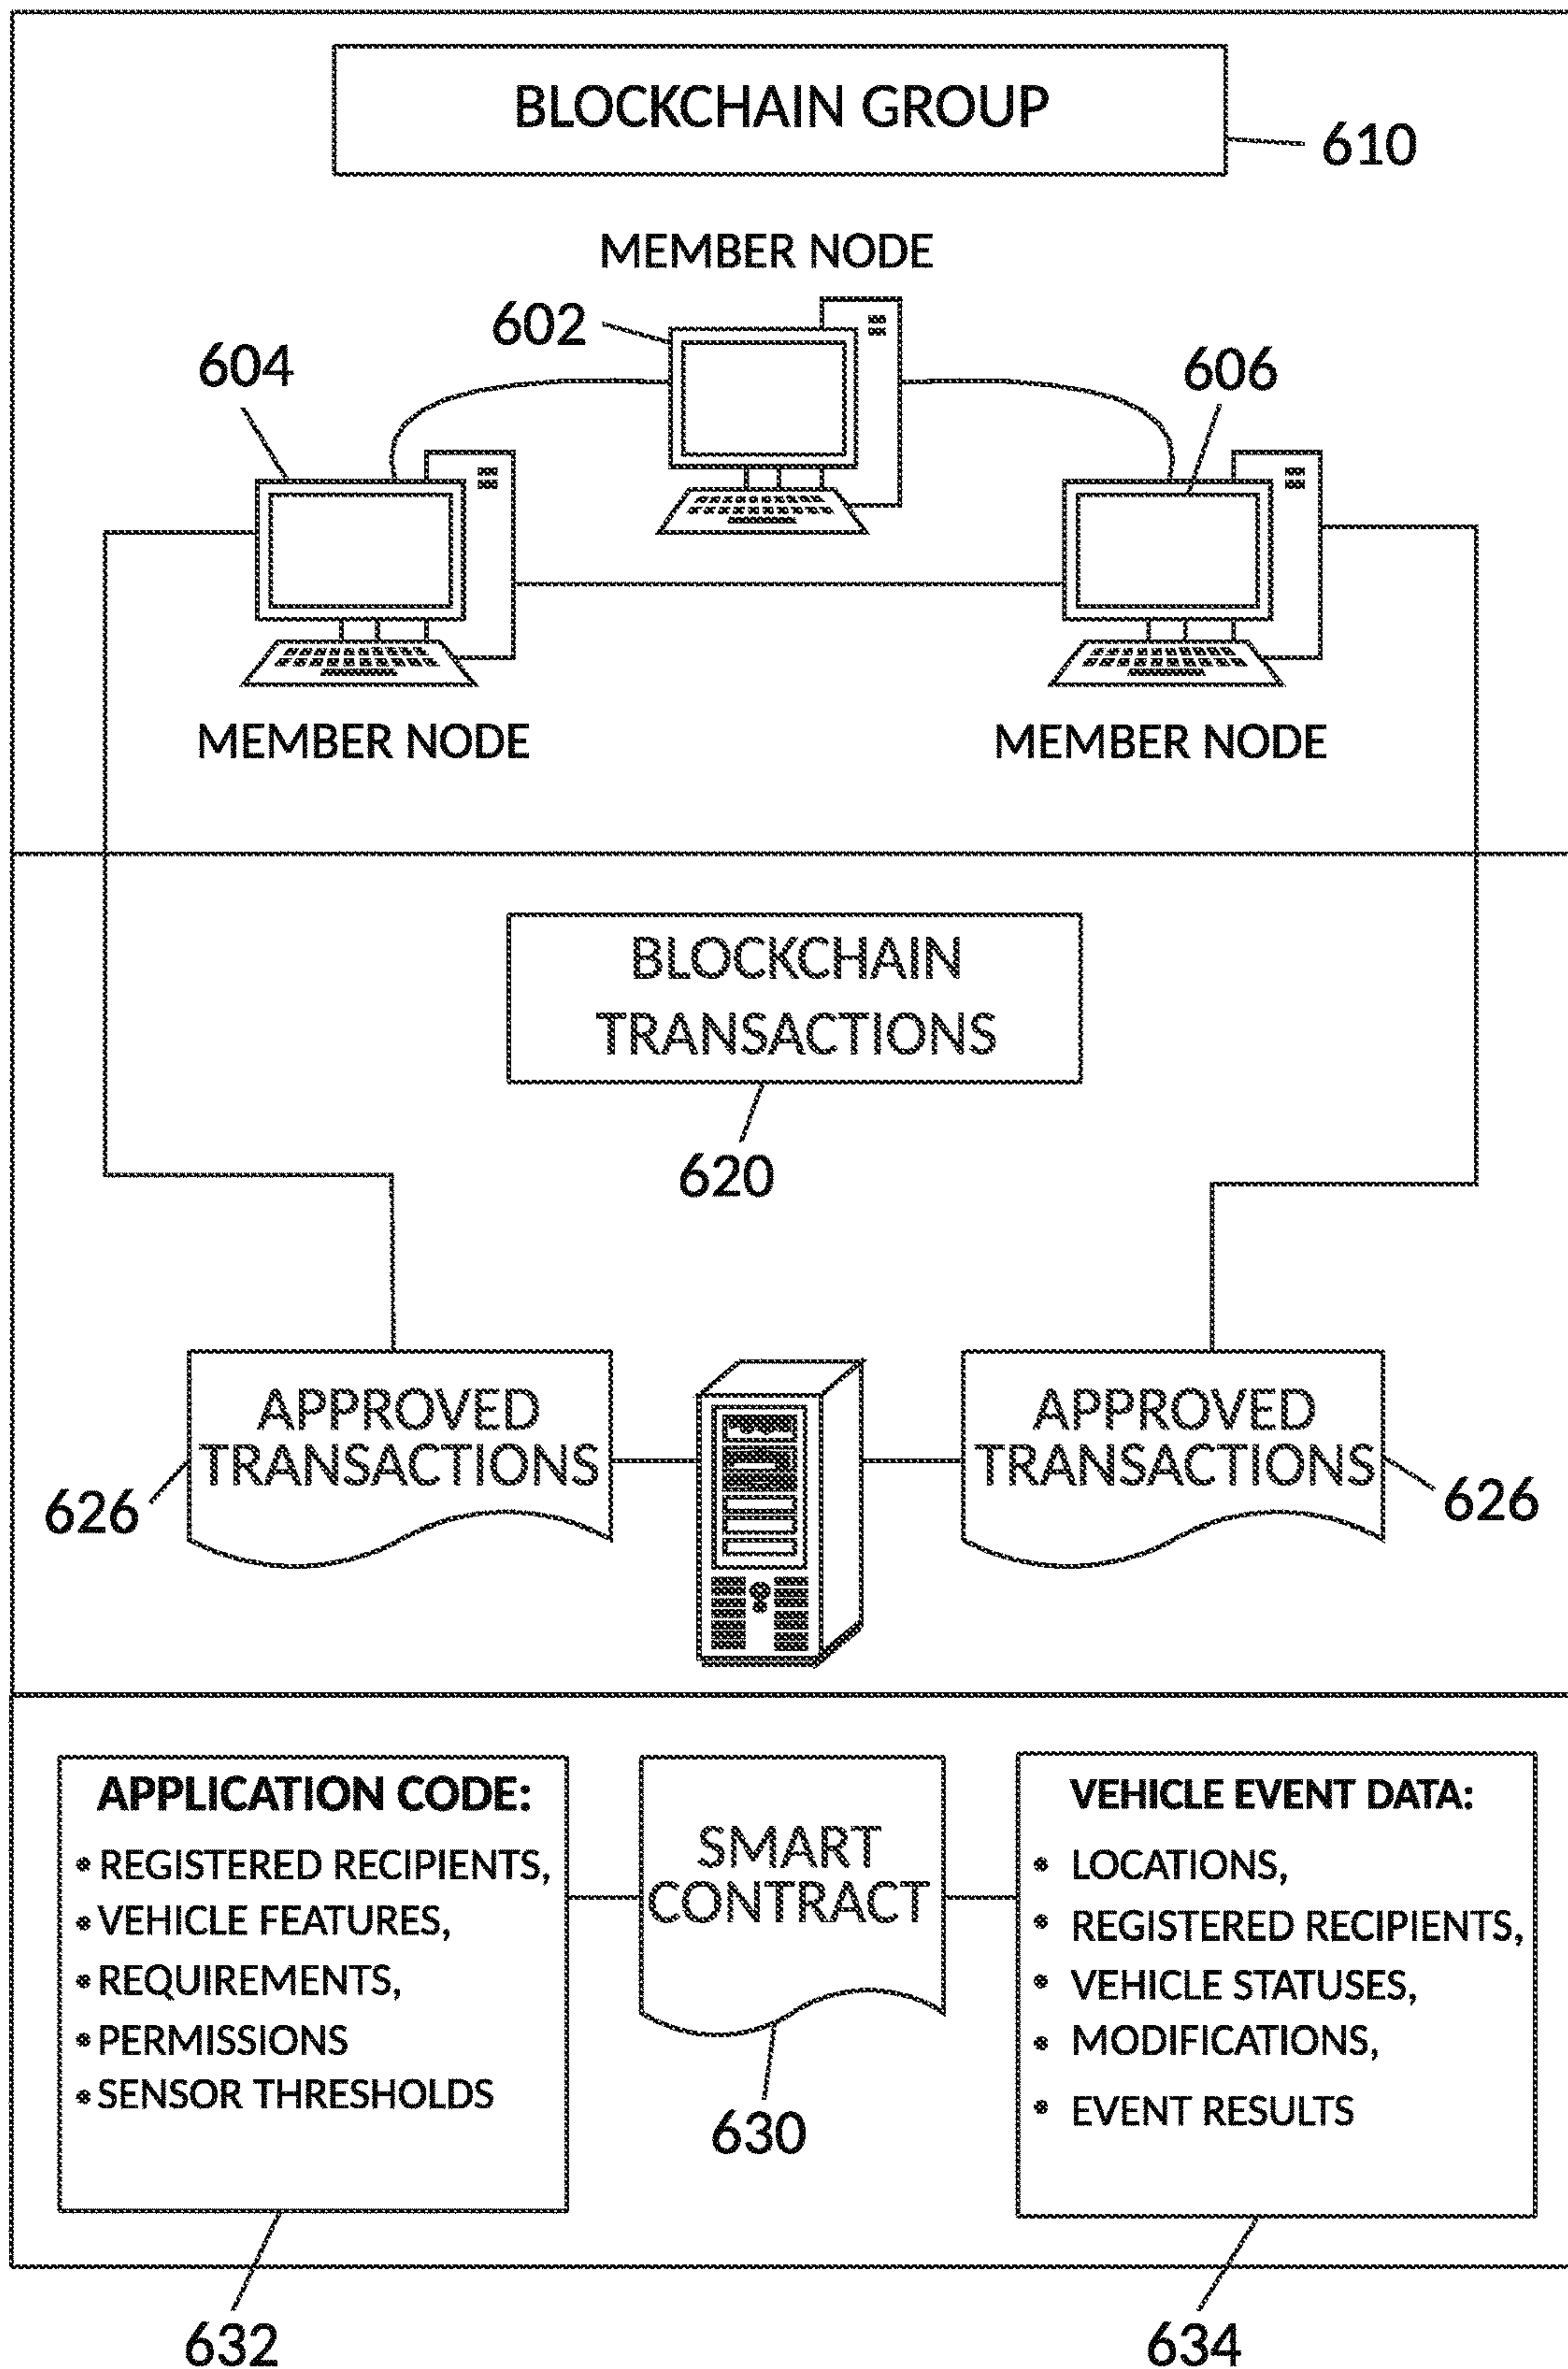 BLOCKCHAIN GROUP
610
MEMBER NODE
602
604
606
MEMBER NODE
MEMBER NODE
BLOCKCHAIN
TRANSACTIONS
620
APPROVED
TRANSACTIONS
626
APPROVED
TRANSACTIONS
626
APPLICATION CODE:
• REGISTERED RECIPIENTS,
• VEHICLE FEATURES,
• REQUIREMENTS,
• PERMISSIONS
• SENSOR THRESHOLDS
632
SMART
CONTRACT
630
VEHICLE EVENT DATA:
• LOCATIONS,
• REGISTERED RECIPIENTS,
• VEHICLE STATUSES,
• MODIFICATIONS,
• EVENT RESULTS
634